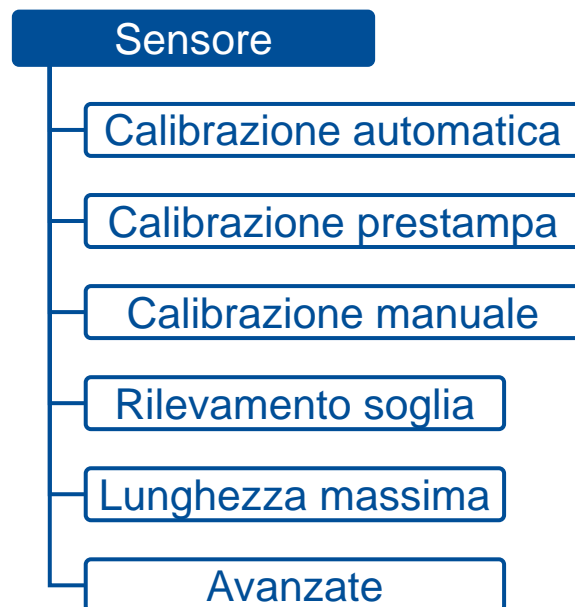 Sensore
Calibrazione automatica
Calibrazione prestampa
Calibrazione manuale
Rilevamento soglia
Lunghezza massima
Avanzate